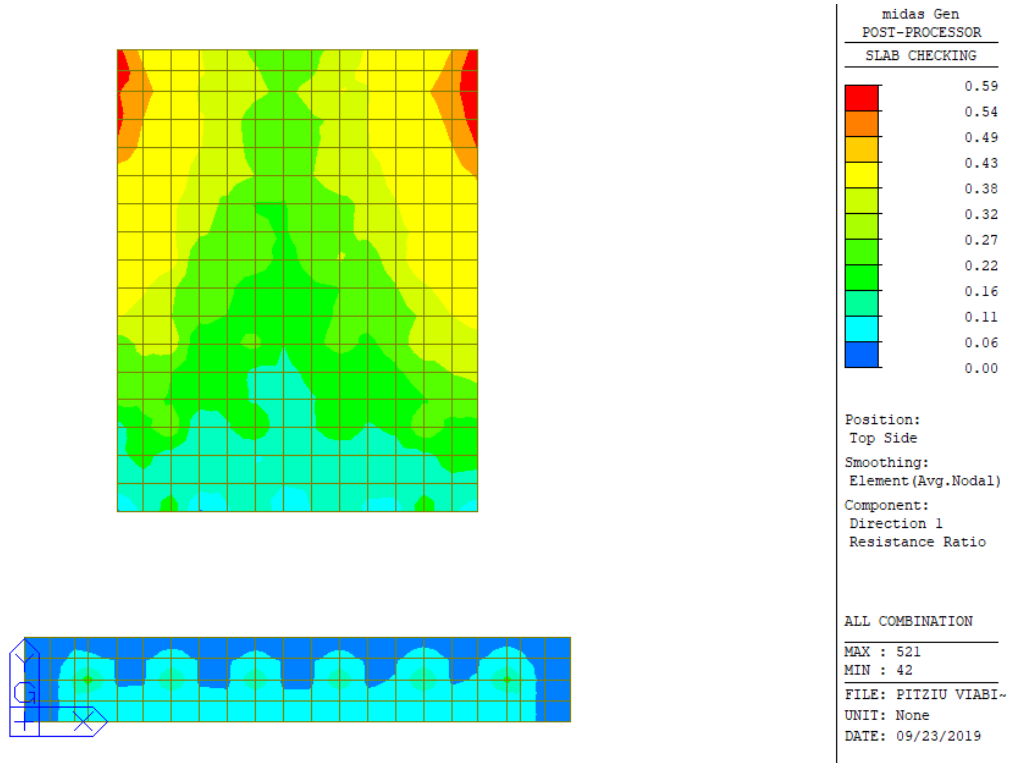 midas Gen
POST-PROCESSOR
SLAB CHECKING
0.59
0.54
0.49
0.43
0.38
0.32
0.27
0.22
0.16
0.11
0.06
0.00
Position:
Top Side
Smoothing:
Element(Avg.Nodal)
Component:
Direction 1
Resistance Ratio
ALL COMBINATION
MAX : 521
MIN : 42
FILE: PITZIU VIABI~
UNIT: None
DATE: 09/23/2019
Y
G
X